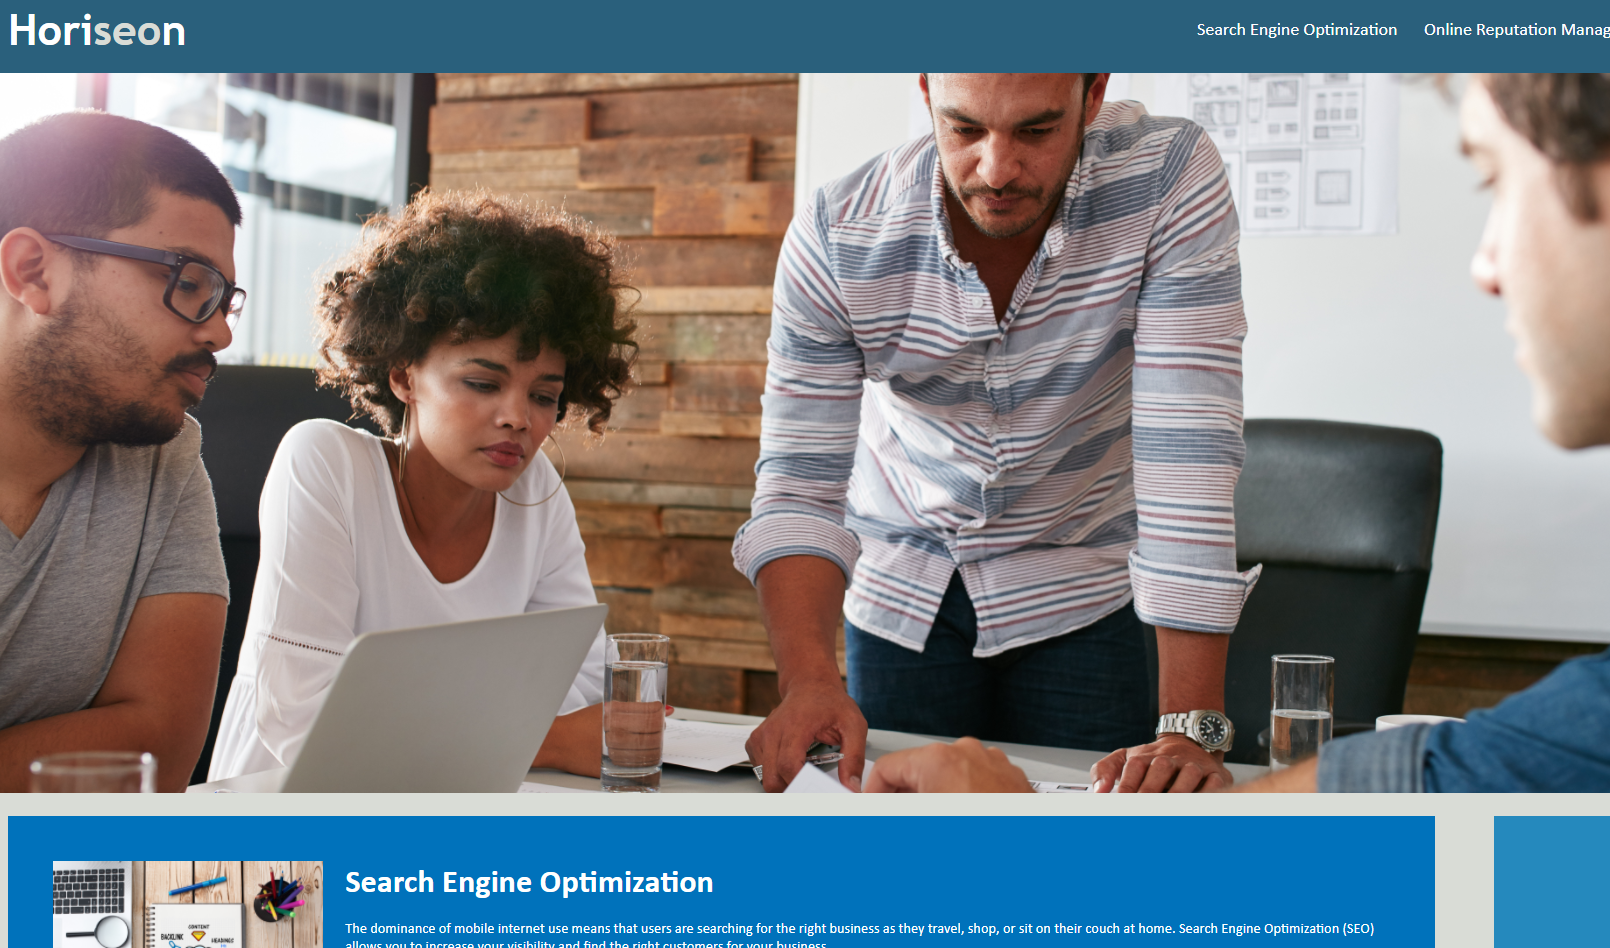 Horiseon
Search Engine Optimization
Online Reputation Manag
Search Engine Optimization
The dominance of mobile internet use means that users are searching for the right business as they travel, shop, or sit on their couch at home. Search Engine Optimization (SEO)
allows you to increase your visibility and find the right customers for your business.
CONTENT
BACKLINK
HEADINGS